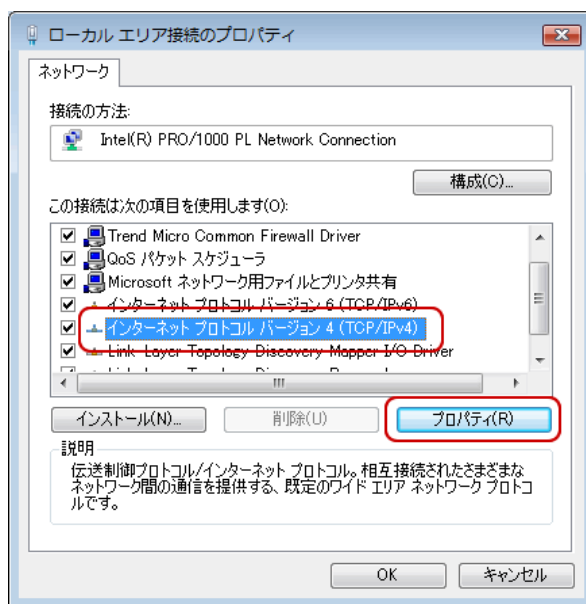 ローカル エリア接続のプロパティ
ネットワーク
接続の方法:
Intel(R) PRO/1000 PL Network Connection
構成(C)...
この接続は次の項目を使用します(O):
Trend Micro Common Firewall Driver
QoS パケット スケジューラ
Microsoft ネットワーク用ファイルとプリンタ共有
インターネット プロトコル バージョン 6 (TCP/IPv6)
インターネット プロトコル バージョン 4 (TCP/IPv4)
Link-Layer Topology Discovery Mapper I/O Driver
インストール(N)...
削除(U)
プロパティ(R)
説明
伝送制御プロトコル/インターネット プロトコル。相互接続されたさまざまな
ネットワーク間の通信を提供する、既定のワイド エリア ネットワーク プロトコ
ルです。
OK
キャンセル